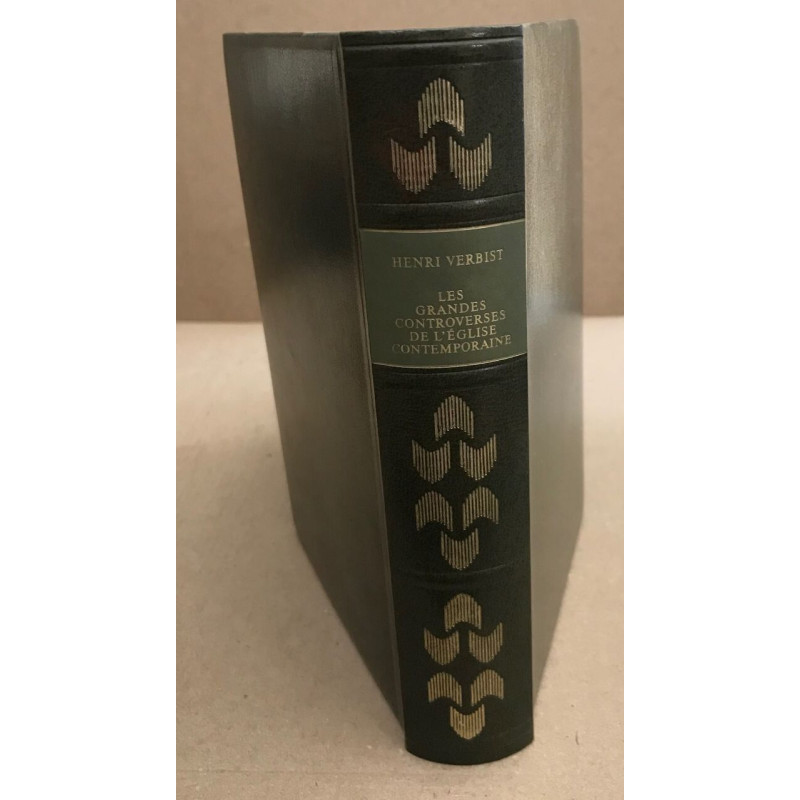 HENRI VERBIST
LES
GRANDES
CONTROVERSES
DE L'ÉGLISE
CONTEMPORAINE